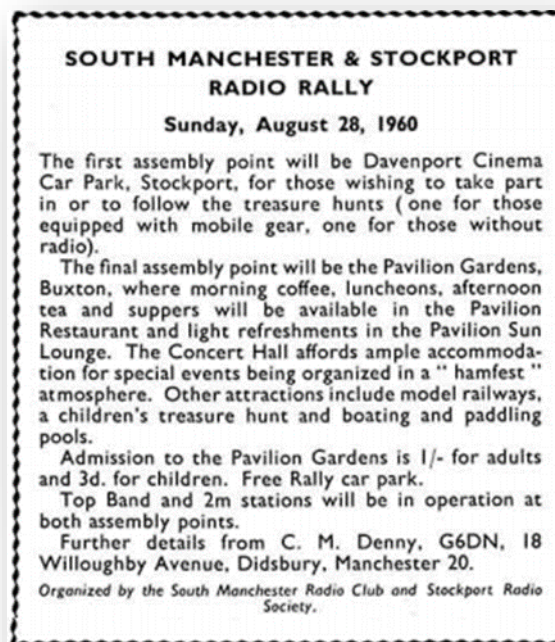 SOUTH MANCHESTER & STOCKPORT
RADIO RALLY
Sunday, August 28, 1960
The first assembly point will be Davenport Cinema
Car Park, Stockport, for those wishing to take part
in or to follow the treasure hunts ( one for those
equipped with mobile gear, one for those without
radio).
The final assembly point will be the Pavilion Gardens,
Buxton, where morning coffee, luncheons, afternoon
tea and suppers will be available in the Pavilion
Restaurant and light refreshments in the Pavilion Sun
Lounge. The Concert Hall affords ample accommoda-
tion for special events being organized in a " hamfest "
atmosphere. Other attractions include model railways,
a children's treasure hunt and boating and paddling
pools.
Admission to the Pavilion Gardens is 1/- for adults
and 3d. for children. Free Rally car park.
Top Band and 2m stations will be in operation at
both assembly points.
Further details from C. M. Denny, G6DN, 18
Willoughby Avenue, Didsbury, Manchester 20.
Organized by the South Manchester Radio Club and Stockport Radio
Society.